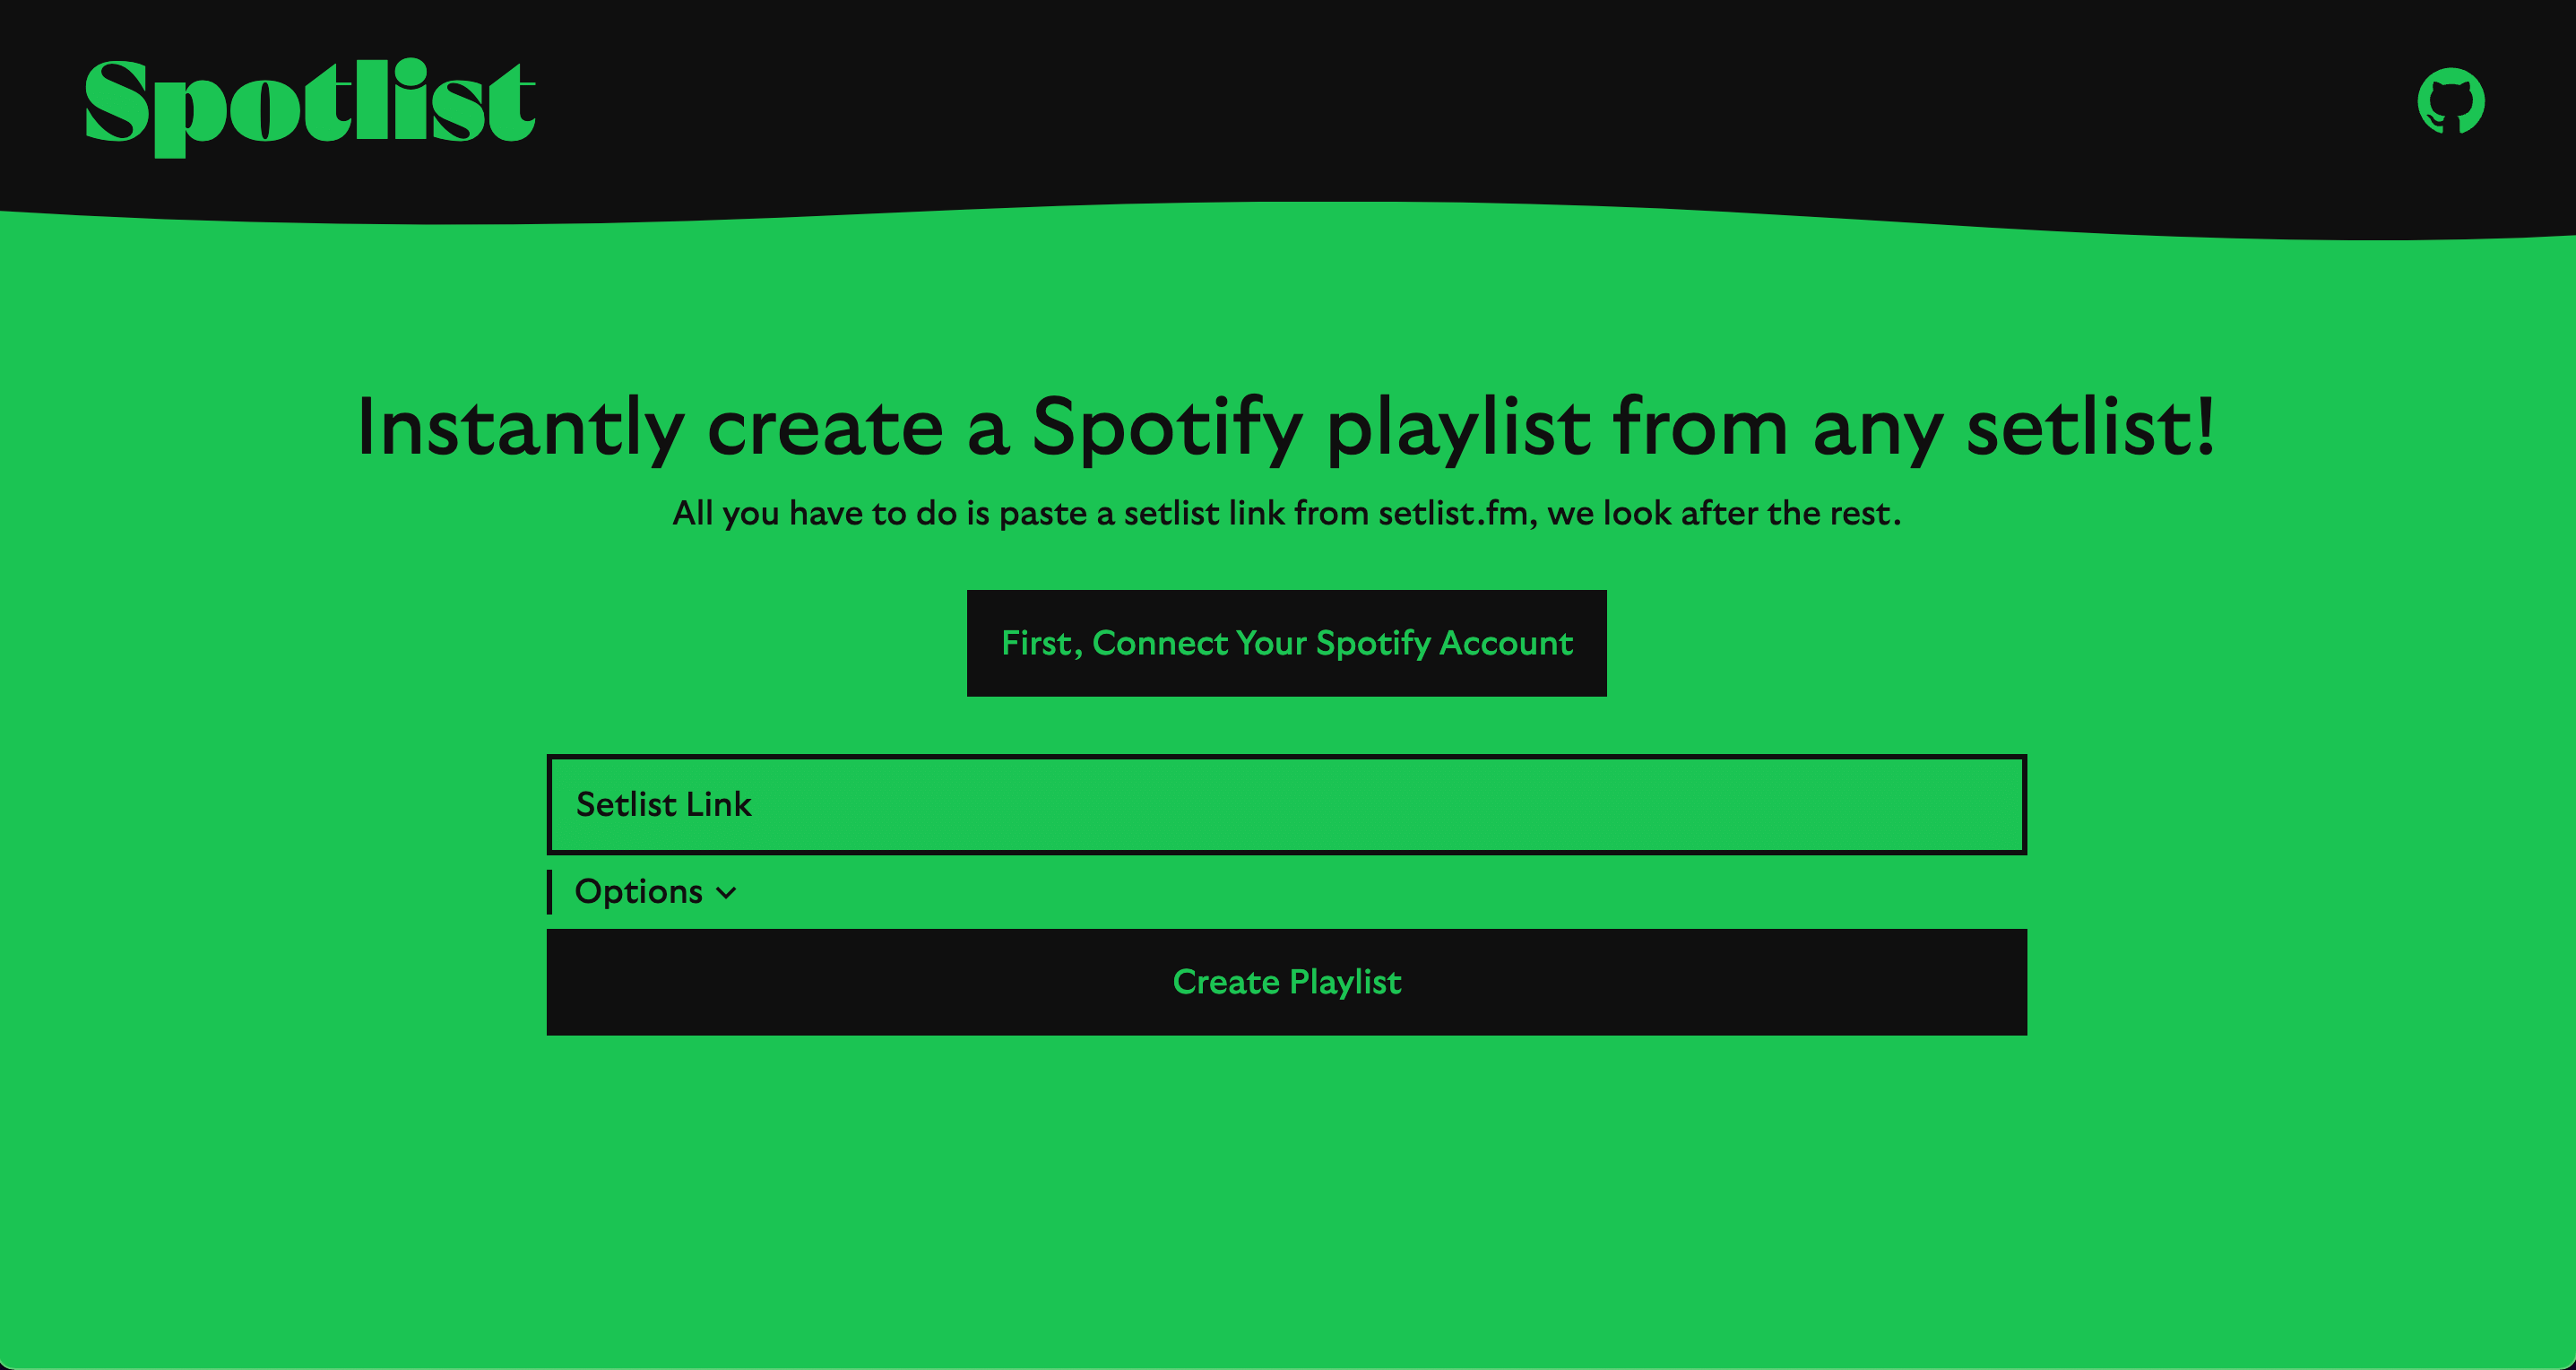 Spotlist
Instantly create a Spotify playlist from any setlist!
All you have to do is paste a setlist link from setlist.fm, we look after the rest.
First, Connect Your Spotify Account
Setlist Link
Options
Create Playlist